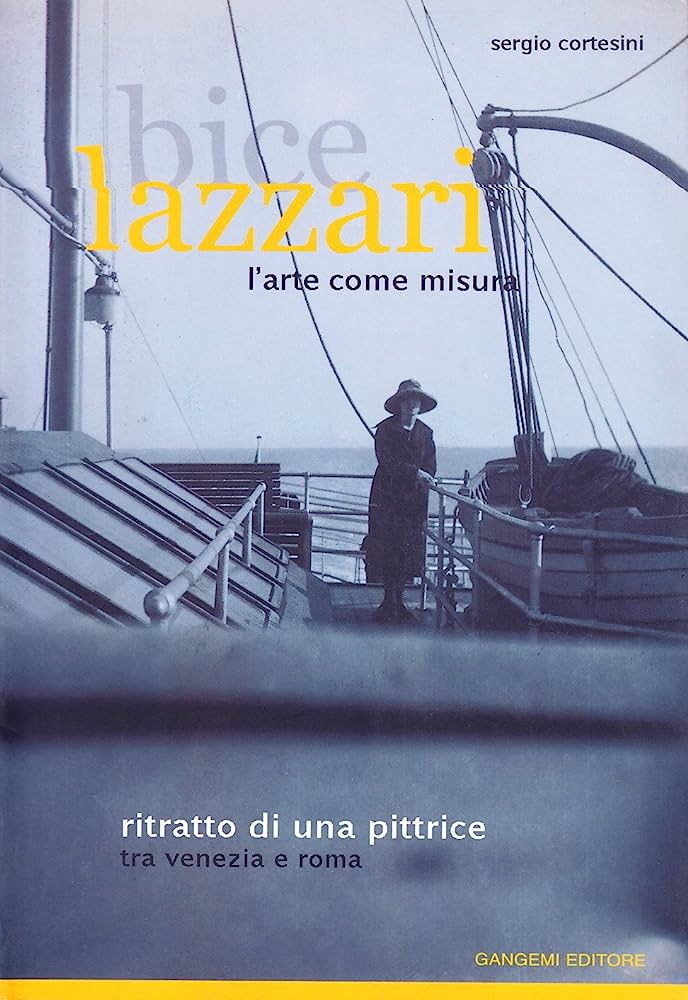 sergio cortesini
bice
lazzari
l'arte come misura
ritratto di una pittrice
tra venezia e roma
GANGEMI EDITORE